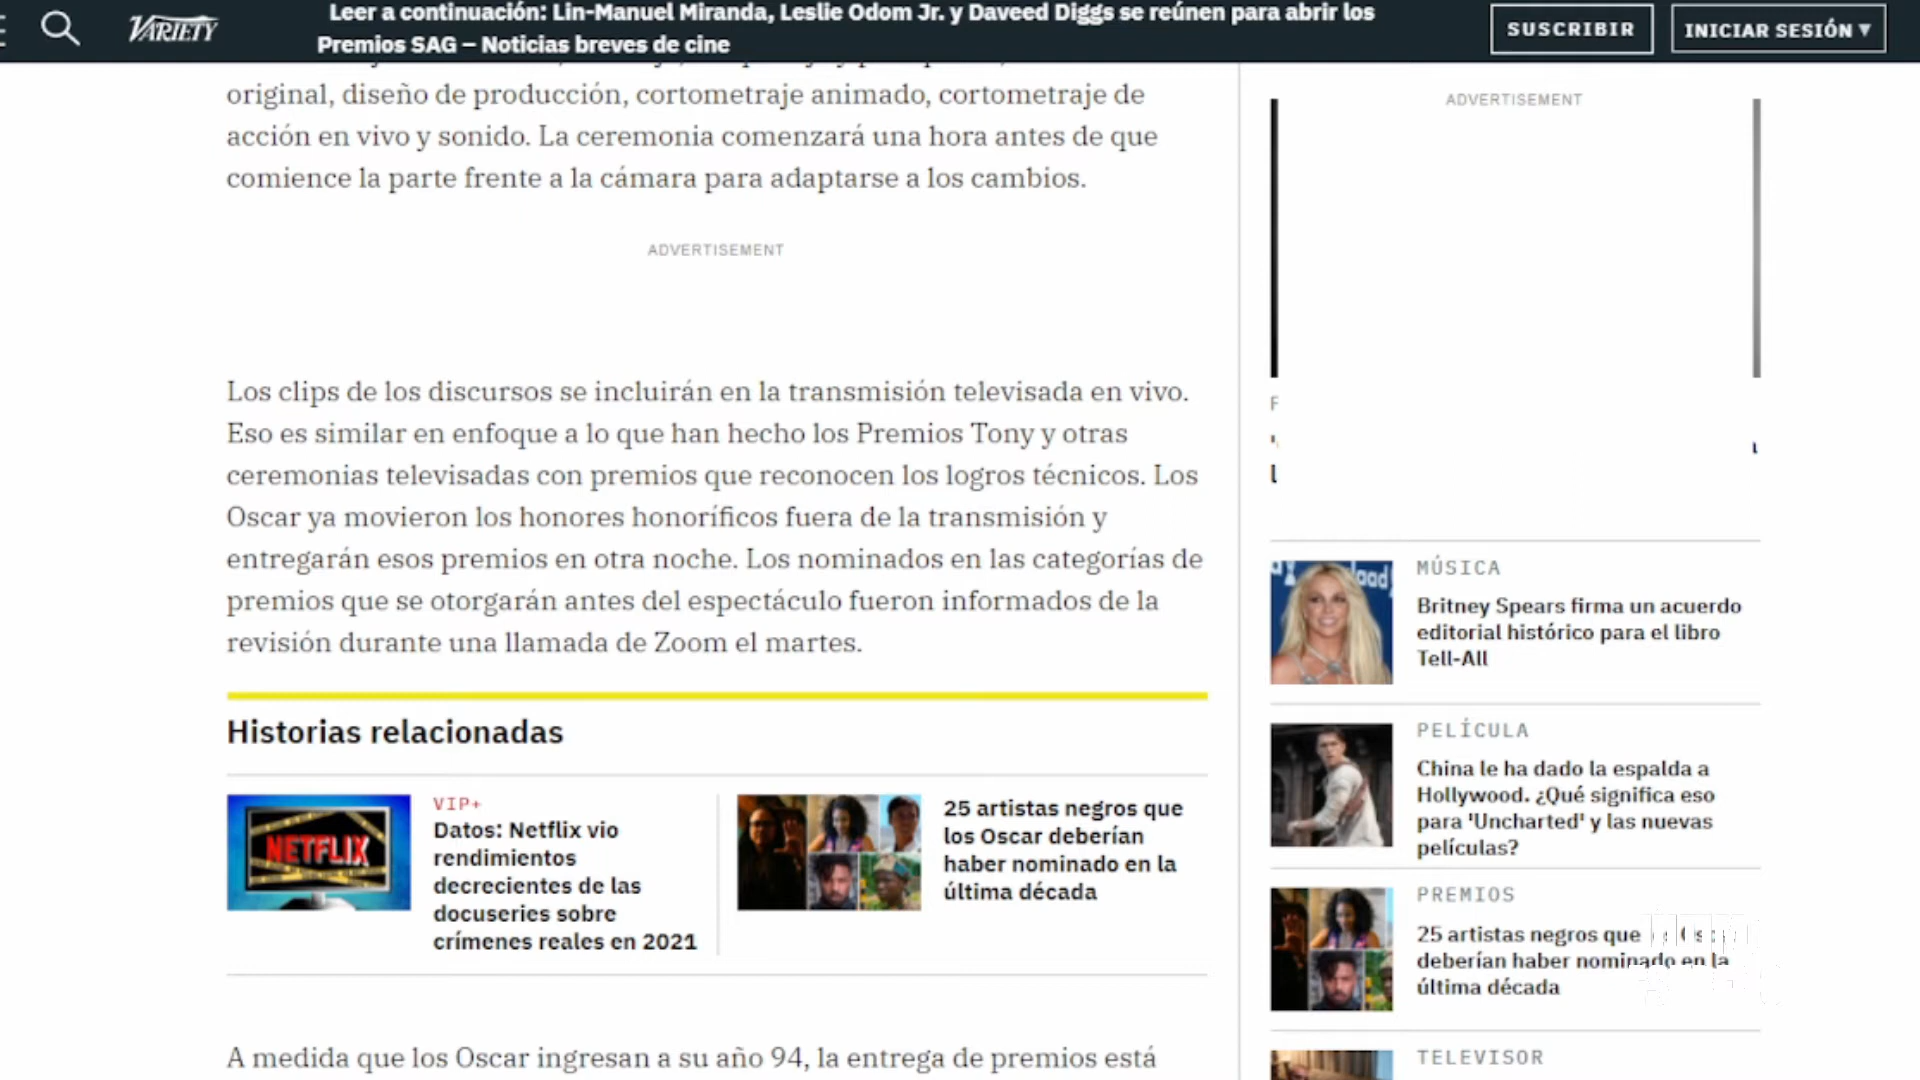 VARIETY
Leer a continuación: Lin-Manuel Miranda, Leslie Odom Jr. y Daveed Diggs se reúnen para abrir los
Premios SAG – Noticias breves de cine
SUSCRIBIR
INICIAR SESIÓN ▼
original, diseño de producción, cortometraje animado, cortometraje de
acción en vivo y sonido. La ceremonia comenzará una hora antes de que
comience la parte frente a la cámara para adaptarse a los cambios.
ADVERTISEMENT
Los clips de los discursos se incluirán en la transmisión televisada en vivo.
Eso es similar en enfoque a lo que han hecho los Premios Tony y otras
ceremonias televisadas con premios que reconocen los logros técnicos. Los
Oscar ya movieron los honores honoríficos fuera de la transmisión y
entregarán esos premios en otra noche. Los nominados en las categorías de
premios que se otorgarán antes del espectáculo fueron informados de la
revisión durante una llamada de Zoom el martes.
Historias relacionadas
NETFLIX
VIP+
Datos: Netflix vio
rendimientos
decrecientes de las
docuseries sobre
crímenes reales en 2021
25 artistas negros que
los Oscar deberían
haber nominado en la
última década
A medida que los Oscar ingresan a su año 94, la entrega de premios está
ADVERTISEMENT
MÚSICA
Britney Spears firma un acuerdo
editorial histórico para el libro
Tell-All
PELÍCULA
China le ha dado la espalda a
Hollywood. ¿Qué significa eso
para 'Uncharted' y las nuevas
películas?
PREMIOS
25 artistas negros que los Oscar
deberían haber nominado en la
última década
TELEVISOR